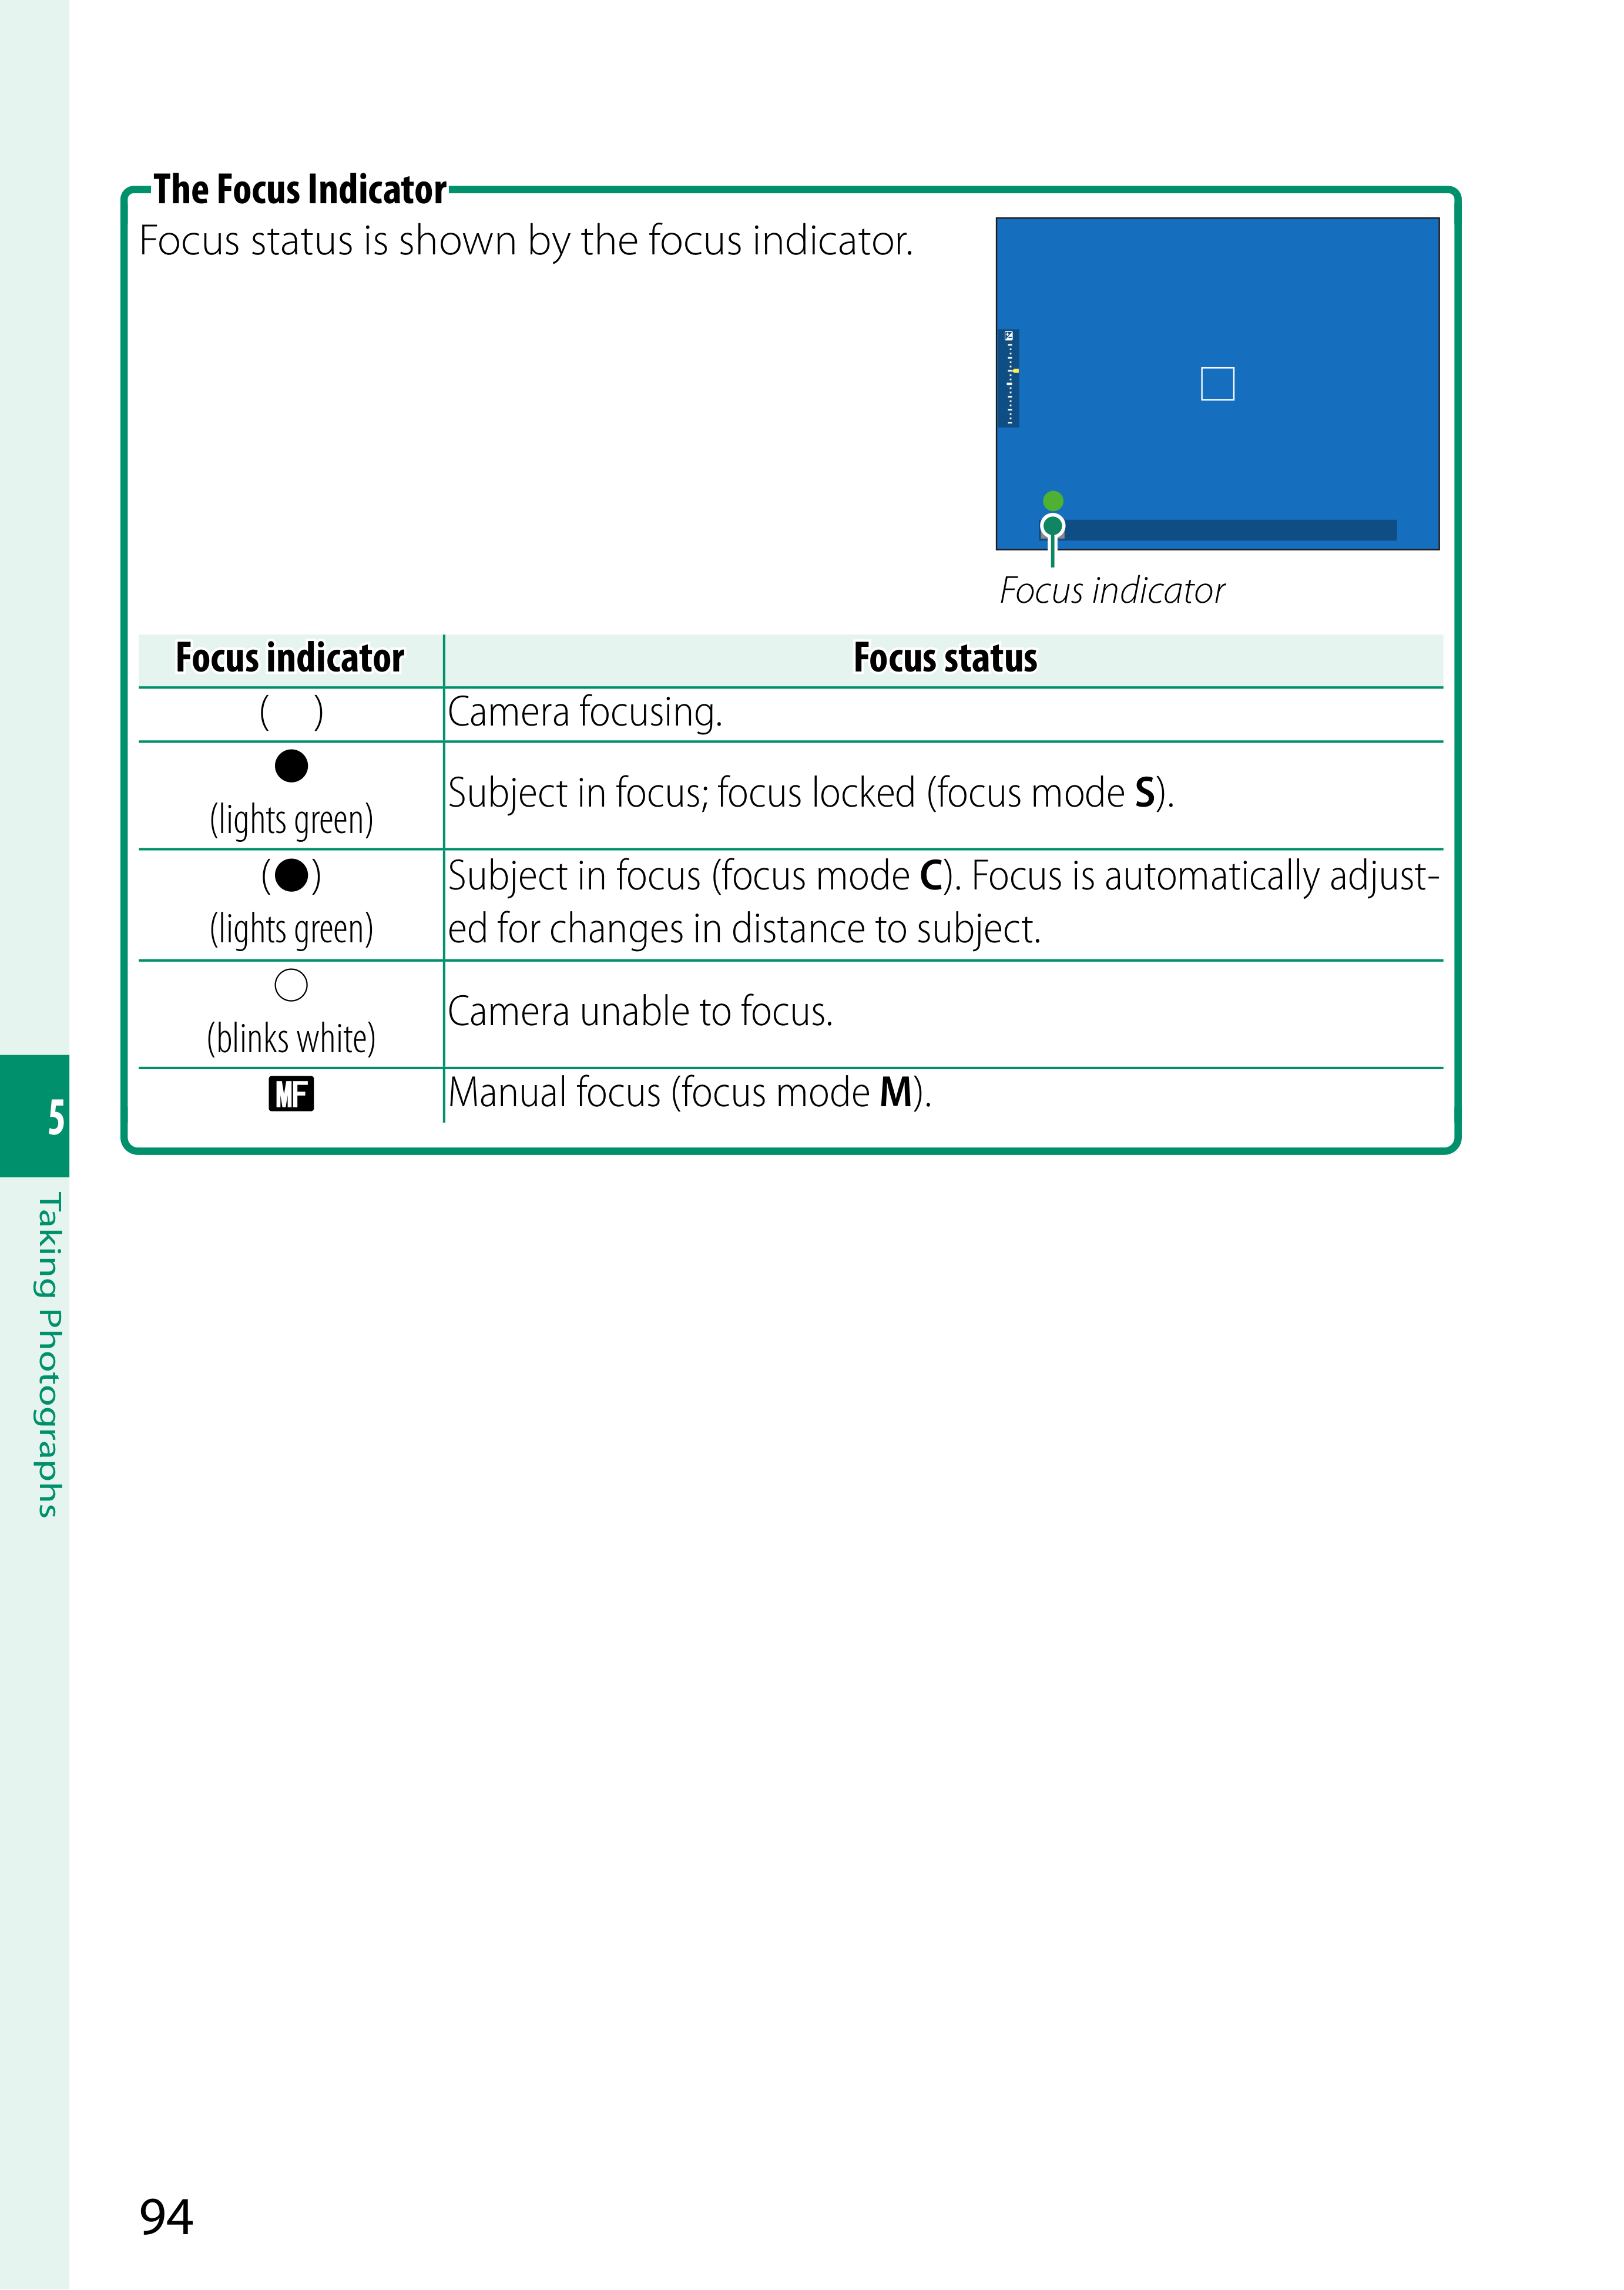 The Focus Indicator
Focus status is shown by the focus indicator.
Focus indicator
Focus indicator Focus status
(   ) Camera focusing.
●
(lights green)
Subject in focus; focus locked (focus mode S).
(●)
(lights green)
Subject in focus (focus mode C). Focus is automatically adjust-
ed for changes in distance to subject.
○
(blinks white)
Camera unable to focus.
MF Manual focus (focus mode M).
5
Taking Photographs
94